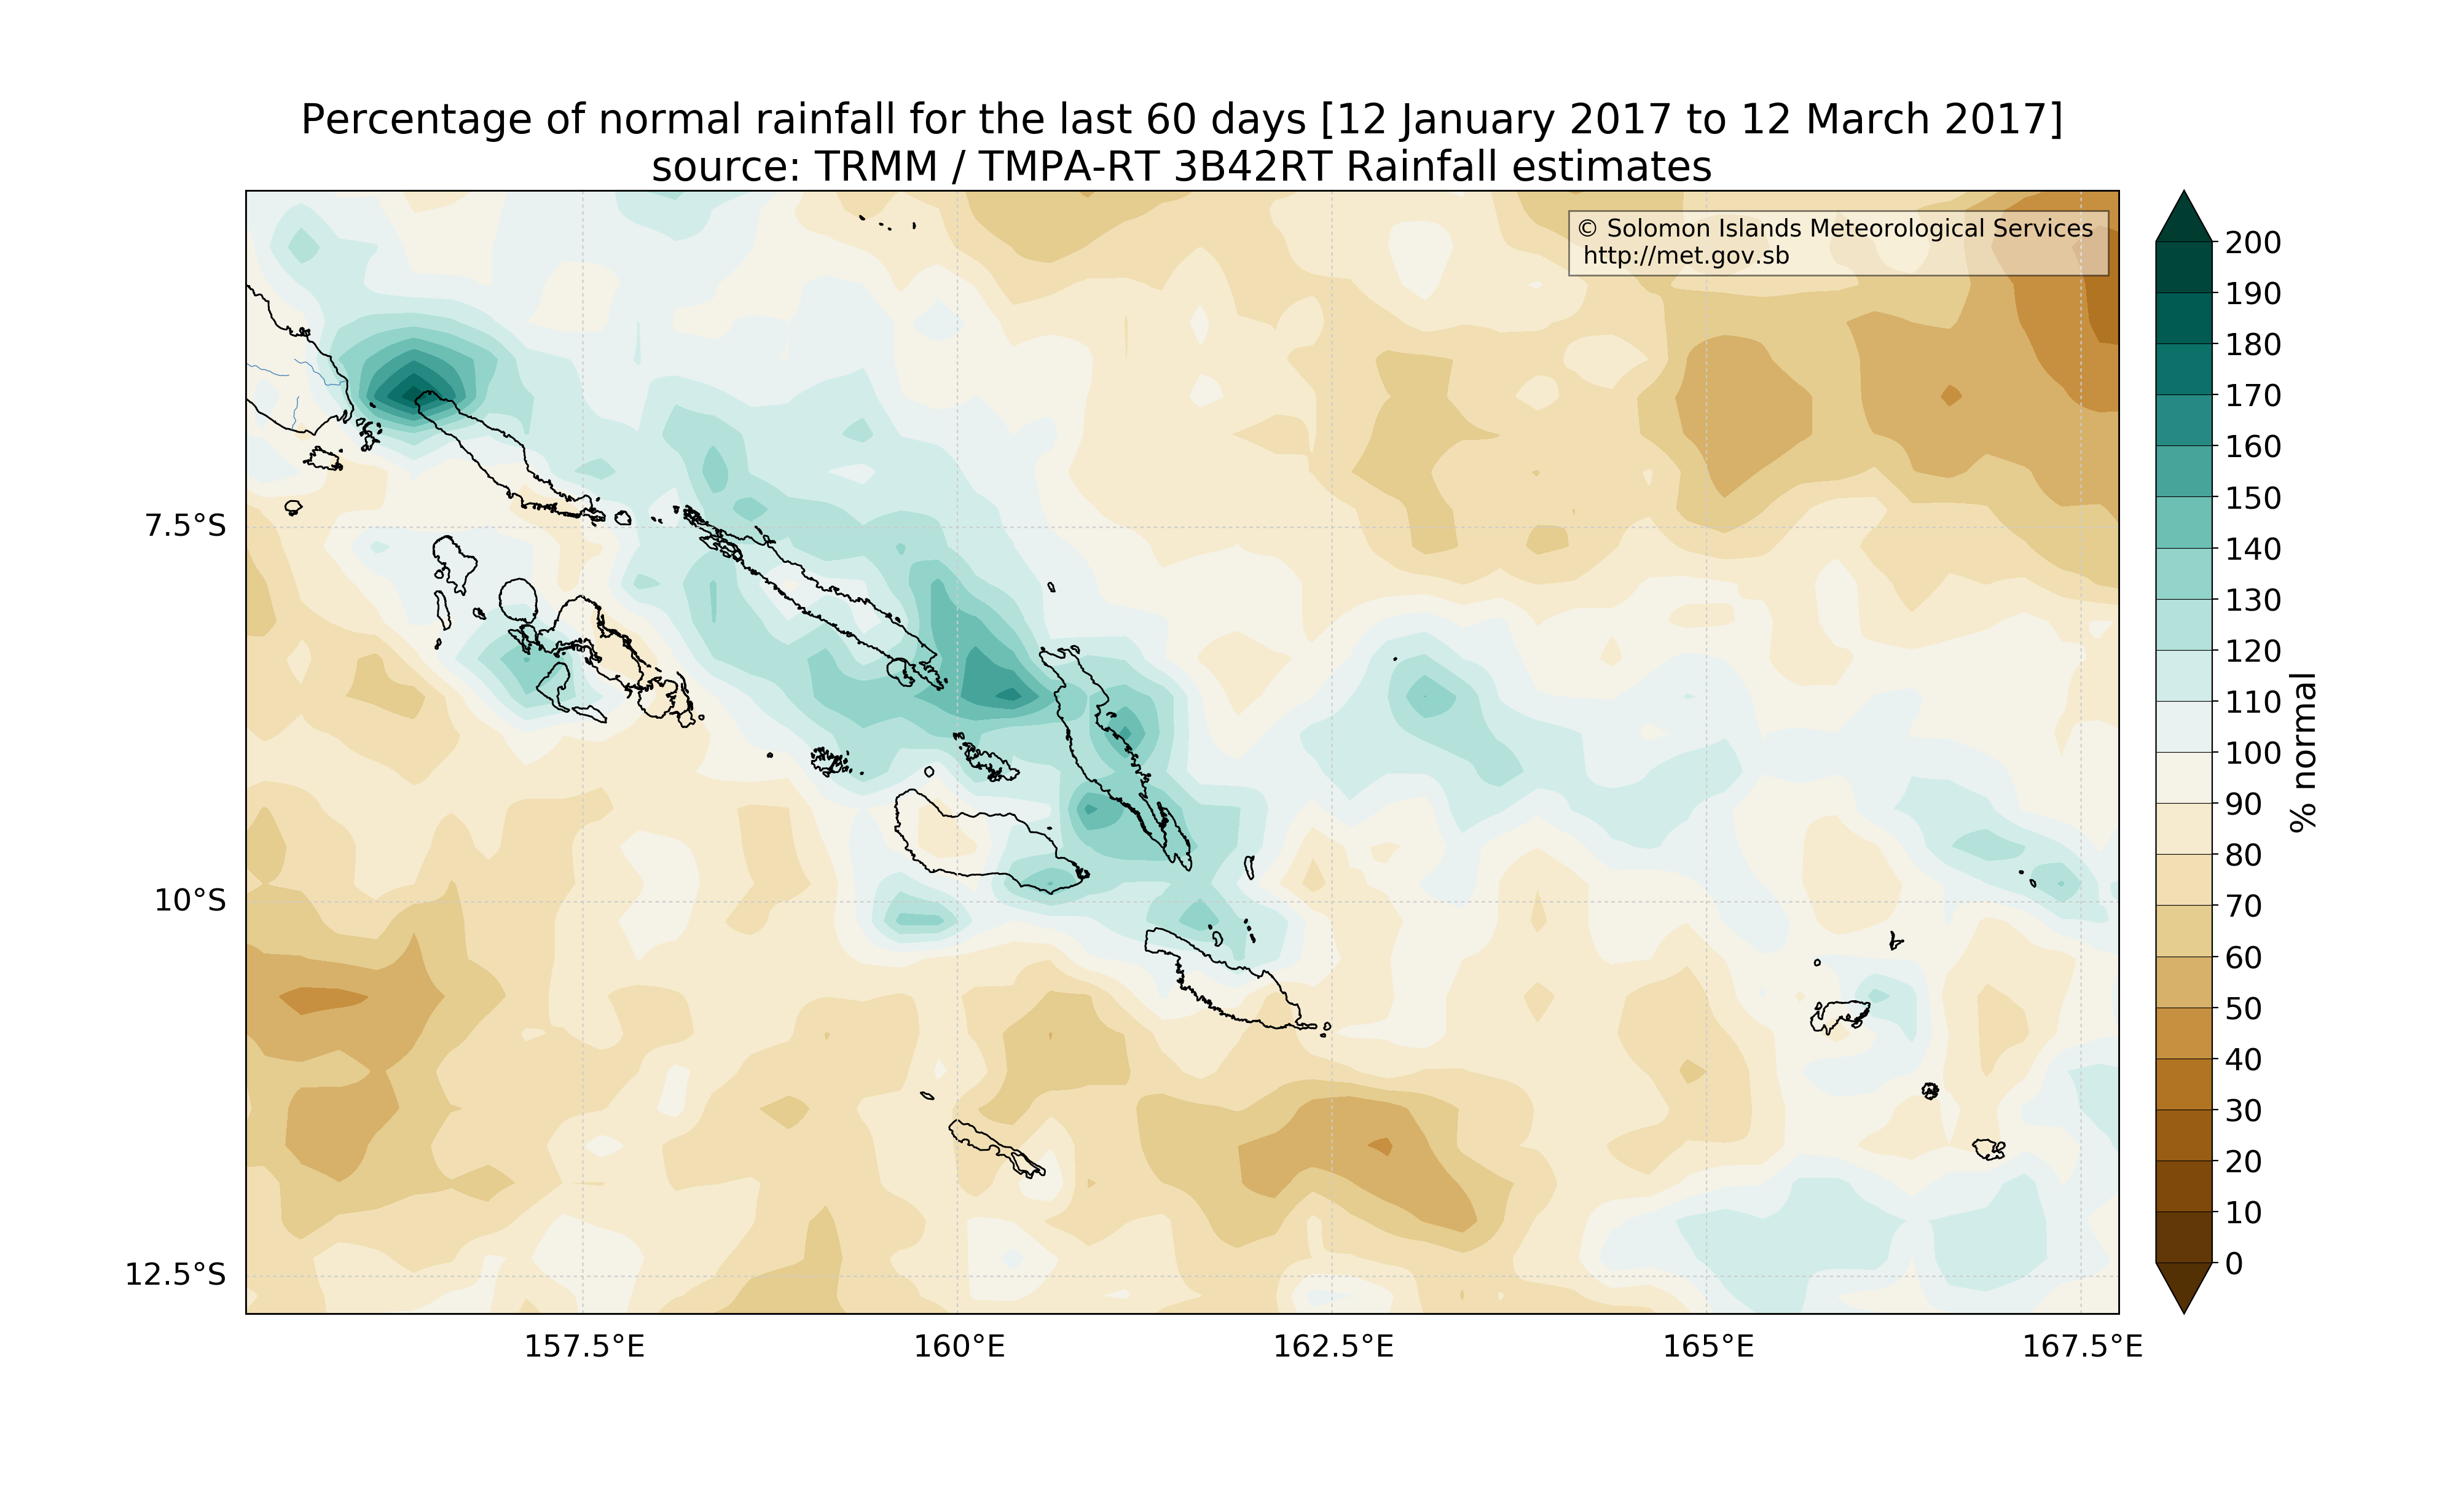 Percentage of normal rainfall for the last 60 days [12 January 2017 to 12 March 2017]
source: TRMM / TMPA-RT 3B42RT Rainfall estimates
© Solomon Islands Meteorological Services
http://met.gov.sb
7.5°S
10°S
12.5°S
157.5°E
160°E
162.5°E
165°E
167.5°E
200
190
180
170
160
150
140
130
120
110
100
90
80
70
60
50
40
30
20
10
0
% normal